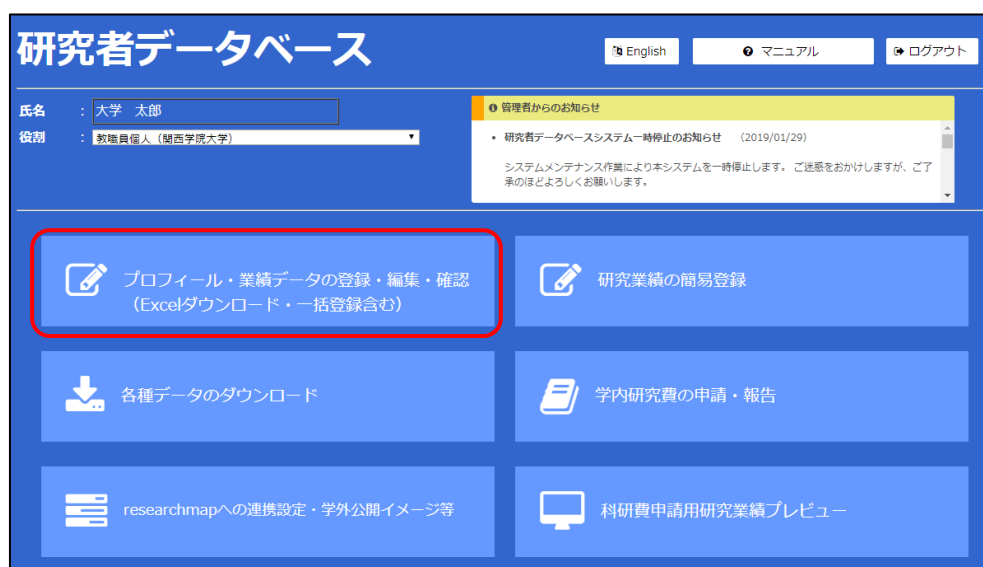 研究者データベース
English
マニュアル
ログアウト
氏名 : 大学 太郎
役割 : 教職員個人（関西学院大学）
管理者からのお知らせ
• 研究者データベースシステム一時停止のお知らせ （2019/01/29）
システムメンテナンス作業により本システムを一時停止します。ご迷惑をおかけしますが、ご了
承のほどよろしくお願いします。
プロフィール・業績データの登録・編集・確認
（Excelダウンロード・一括登録含む）
研究業績の簡易登録
各種データのダウンロード
学内研究費の申請・報告
researchmapへの連携設定・学外公開イメージ等
科研費申請用研究業績プレビュー